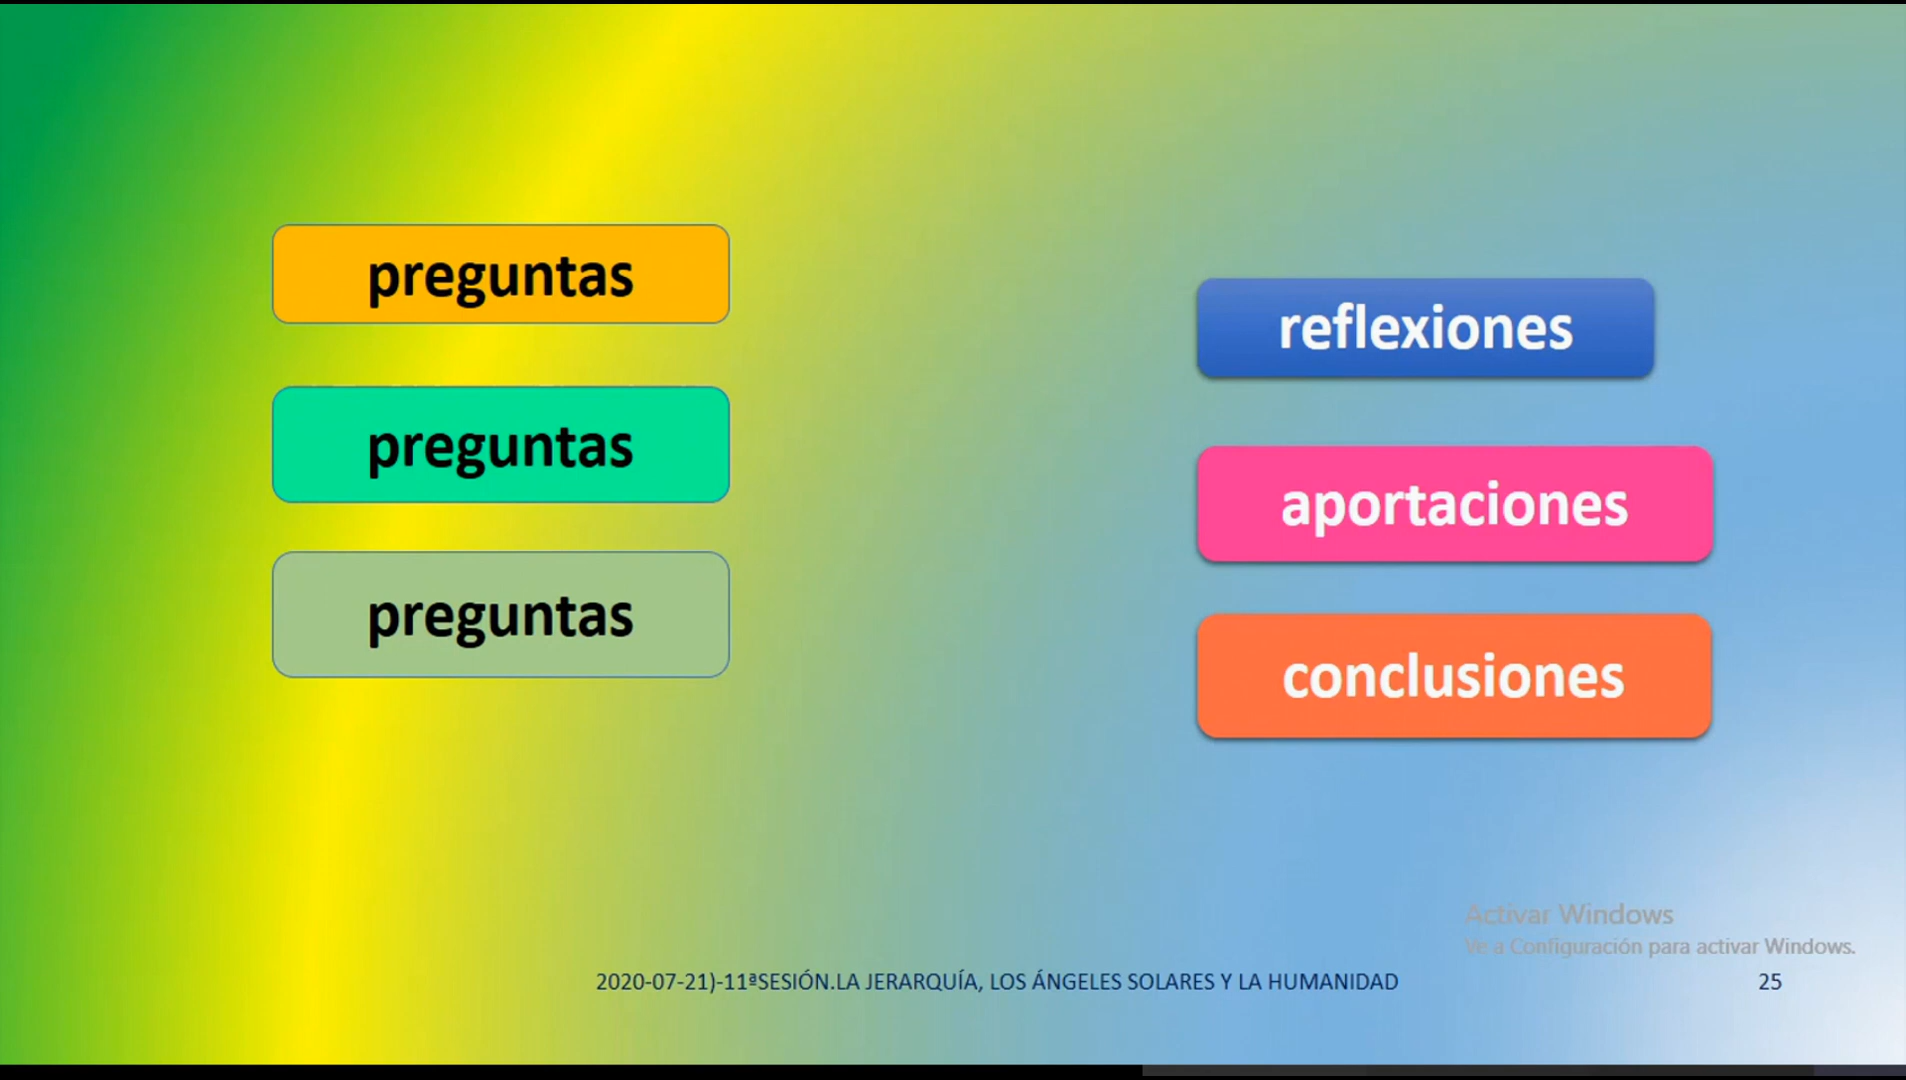 preguntas
preguntas
preguntas
reflexiones
aportaciones
conclusiones
Activar Windows
Ve a Configuración para activar Windows.
2020-07-21)-11ªSESIÓN.LA JERARQUÍA, LOS ÁNGELES SOLARES Y LA HUMANIDAD
25